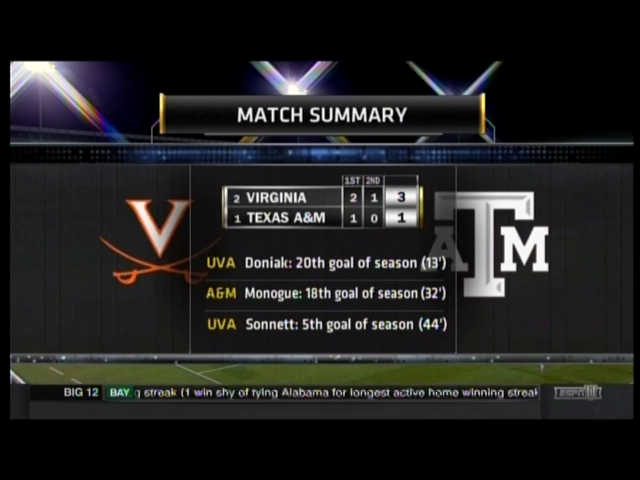 MATCH SUMMARY
1ST 2ND
2 VIRGINIA 2 1 3
1 TEXAS A&M 1 0 1
V
ATM
UVA Doniak: 20th goal of season (13')
A&M Monogue: 18th goal of season (32')
UVA Sonnett: 5th goal of season (44')
BIG 12 BAY g streak (1 win shy of tying Alabama for longest active home winning streak
ESPNU